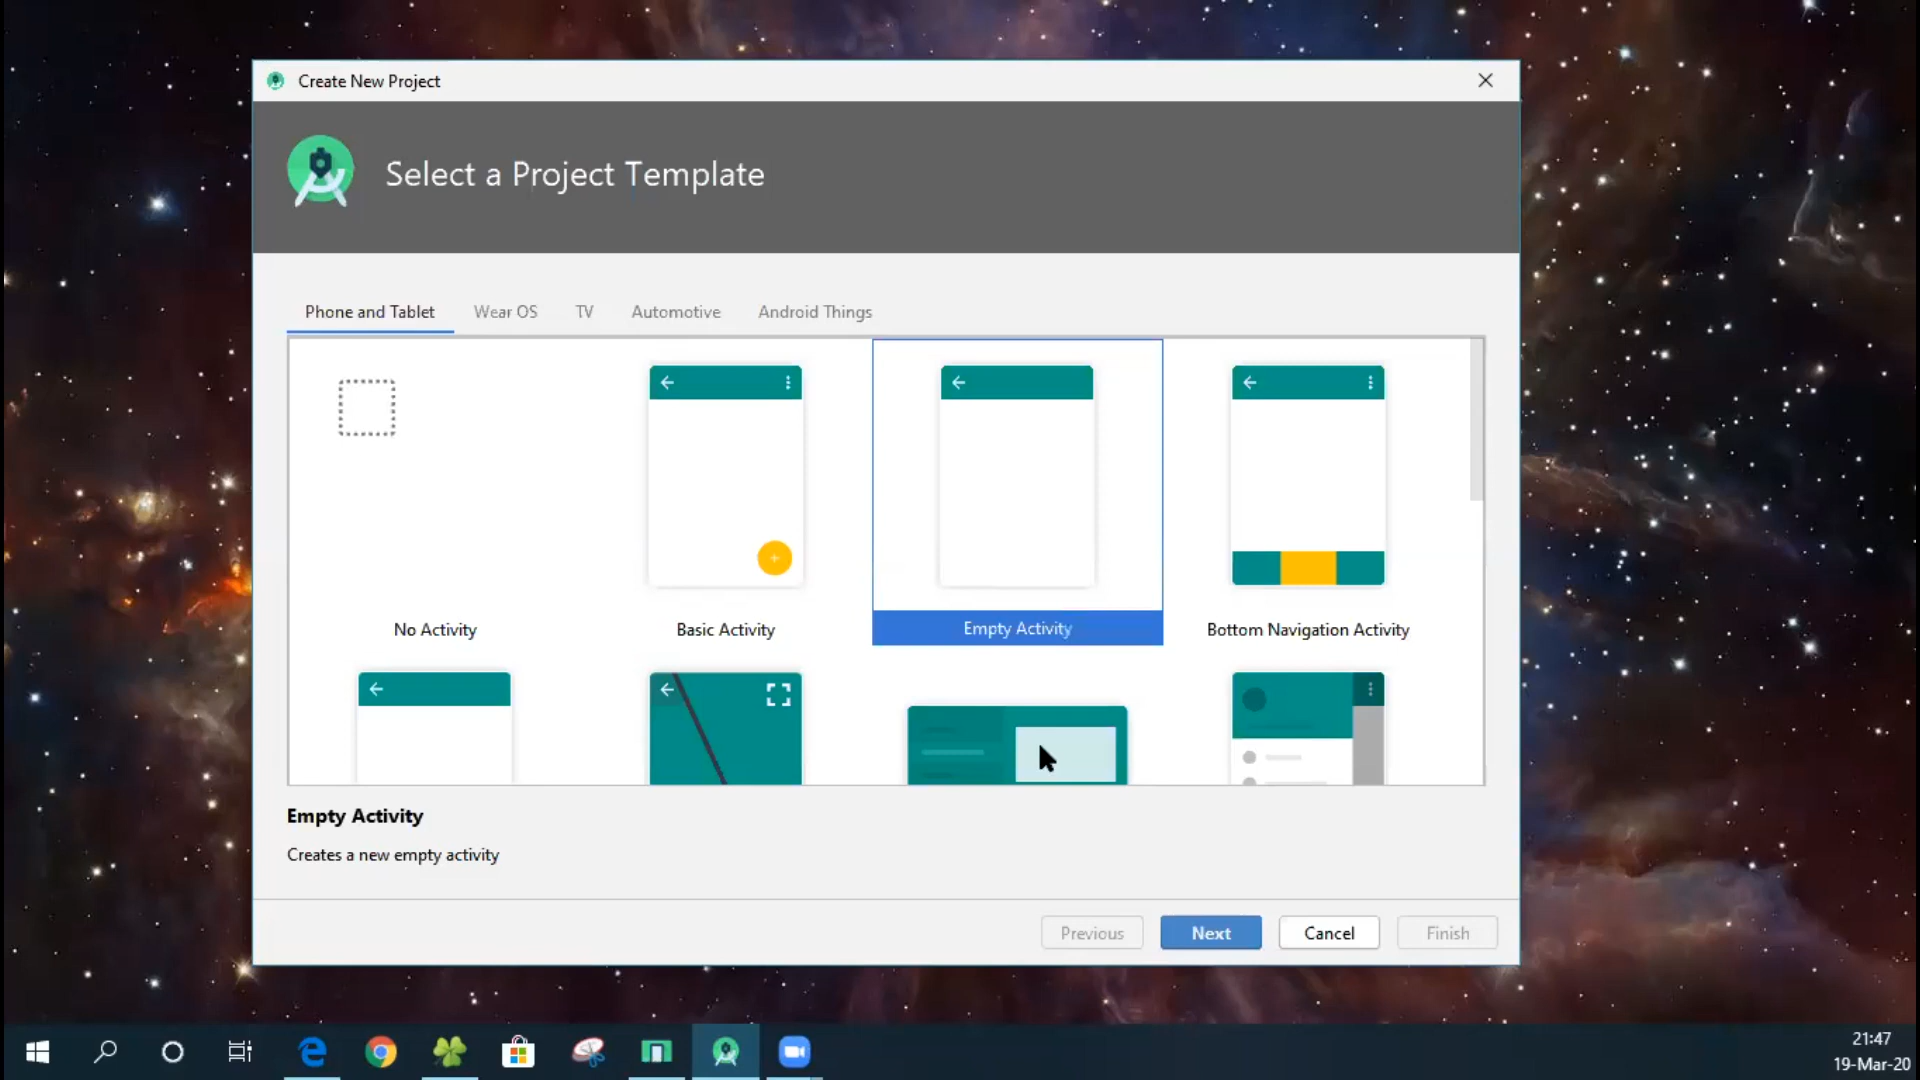 Create New Project
Select a Project Template
Phone and Tablet Wear OS TV Automotive Android Things
No Activity Basic Activity Empty Activity Bottom Navigation Activity
Empty Activity
Creates a new empty activity
Previous Next Cancel Finish
21:47
19-Mar-20